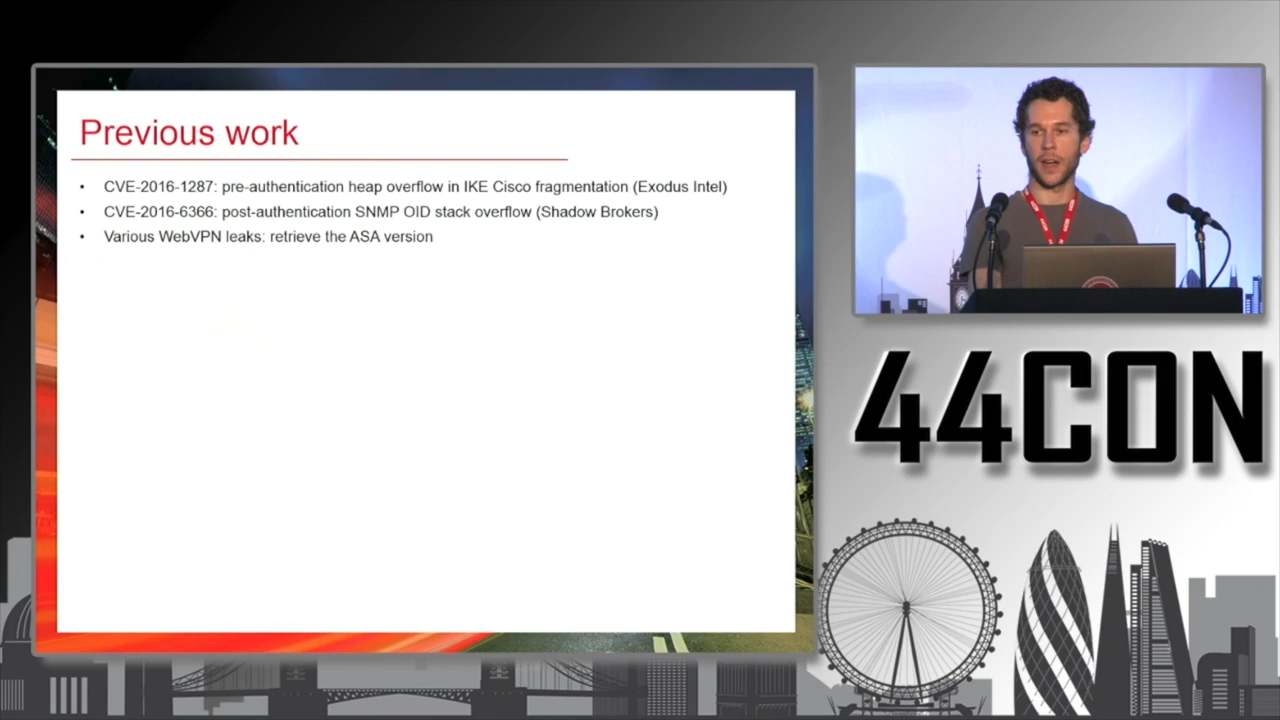 Previous work
• CVE-2016-1287: pre-authentication heap overflow in IKE Cisco fragmentation (Exodus Intel)
• CVE-2016-6366: post-authentication SNMP OID stack overflow (Shadow Brokers)
• Various WebVPN leaks: retrieve the ASA version
44CON